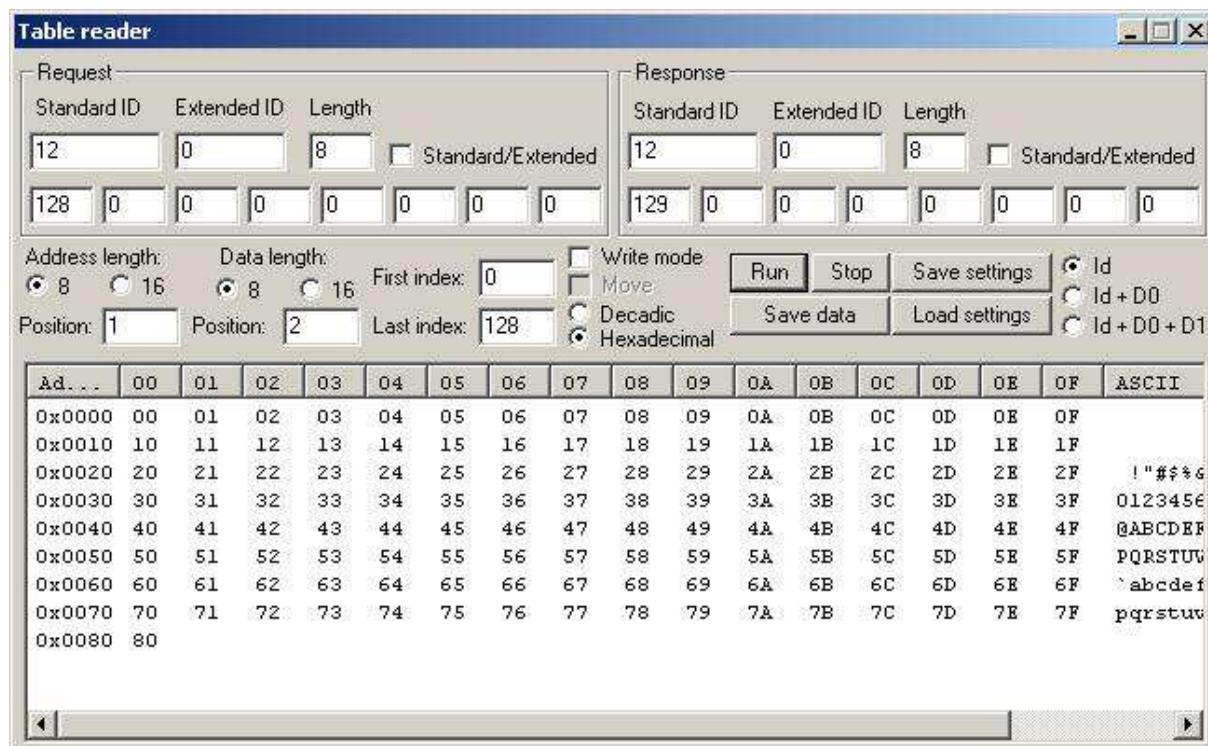 Table reader
Request
Response
Standard ID Extended ID Length
Standard ID Extended ID Length
12 0 8 Standard/Extended
12 0 8 Standard/Extended
128 0 0 0 0 0 0 0
129 0 0 0 0 0 0 0
Address length: Data length:
8 16 8 16
Position: 1 Position: 2
First index: 0
Last index: 128
Write mode
Move
Decadic
Hexadecimal
Run Stop Save settings
Save data Load settings
Id
Id + D0
Id + D0 + D1
Ad... 00 01 02 03 04 05 06 07 08 09 0A 0B 0C 0D 0E 0F ASCII
0x0000 00 01 02 03 04 05 06 07 08 09 0A 0B 0C 0D 0E 0F
0x0010 10 11 12 13 14 15 16 17 18 19 1A 1B 1C 1D 1E 1F
0x0020 20 21 22 23 24 25 26 27 28 29 2A 2B 2C 2D 2E 2F !"#$%&
0x0030 30 31 32 33 34 35 36 37 38 39 3A 3B 3C 3D 3E 3F 0123456
0x0040 40 41 42 43 44 45 46 47 48 49 4A 4B 4C 4D 4E 4F @ABCDEF
0x0050 50 51 52 53 54 55 56 57 58 59 5A 5B 5C 5D 5E 5F PQRSTUV
0x0060 60 61 62 63 64 65 66 67 68 69 6A 6B 6C 6D 6E 6F `abcdef
0x0070 70 71 72 73 74 75 76 77 78 79 7A 7B 7C 7D 7E 7F pqrstuv
0x0080 80